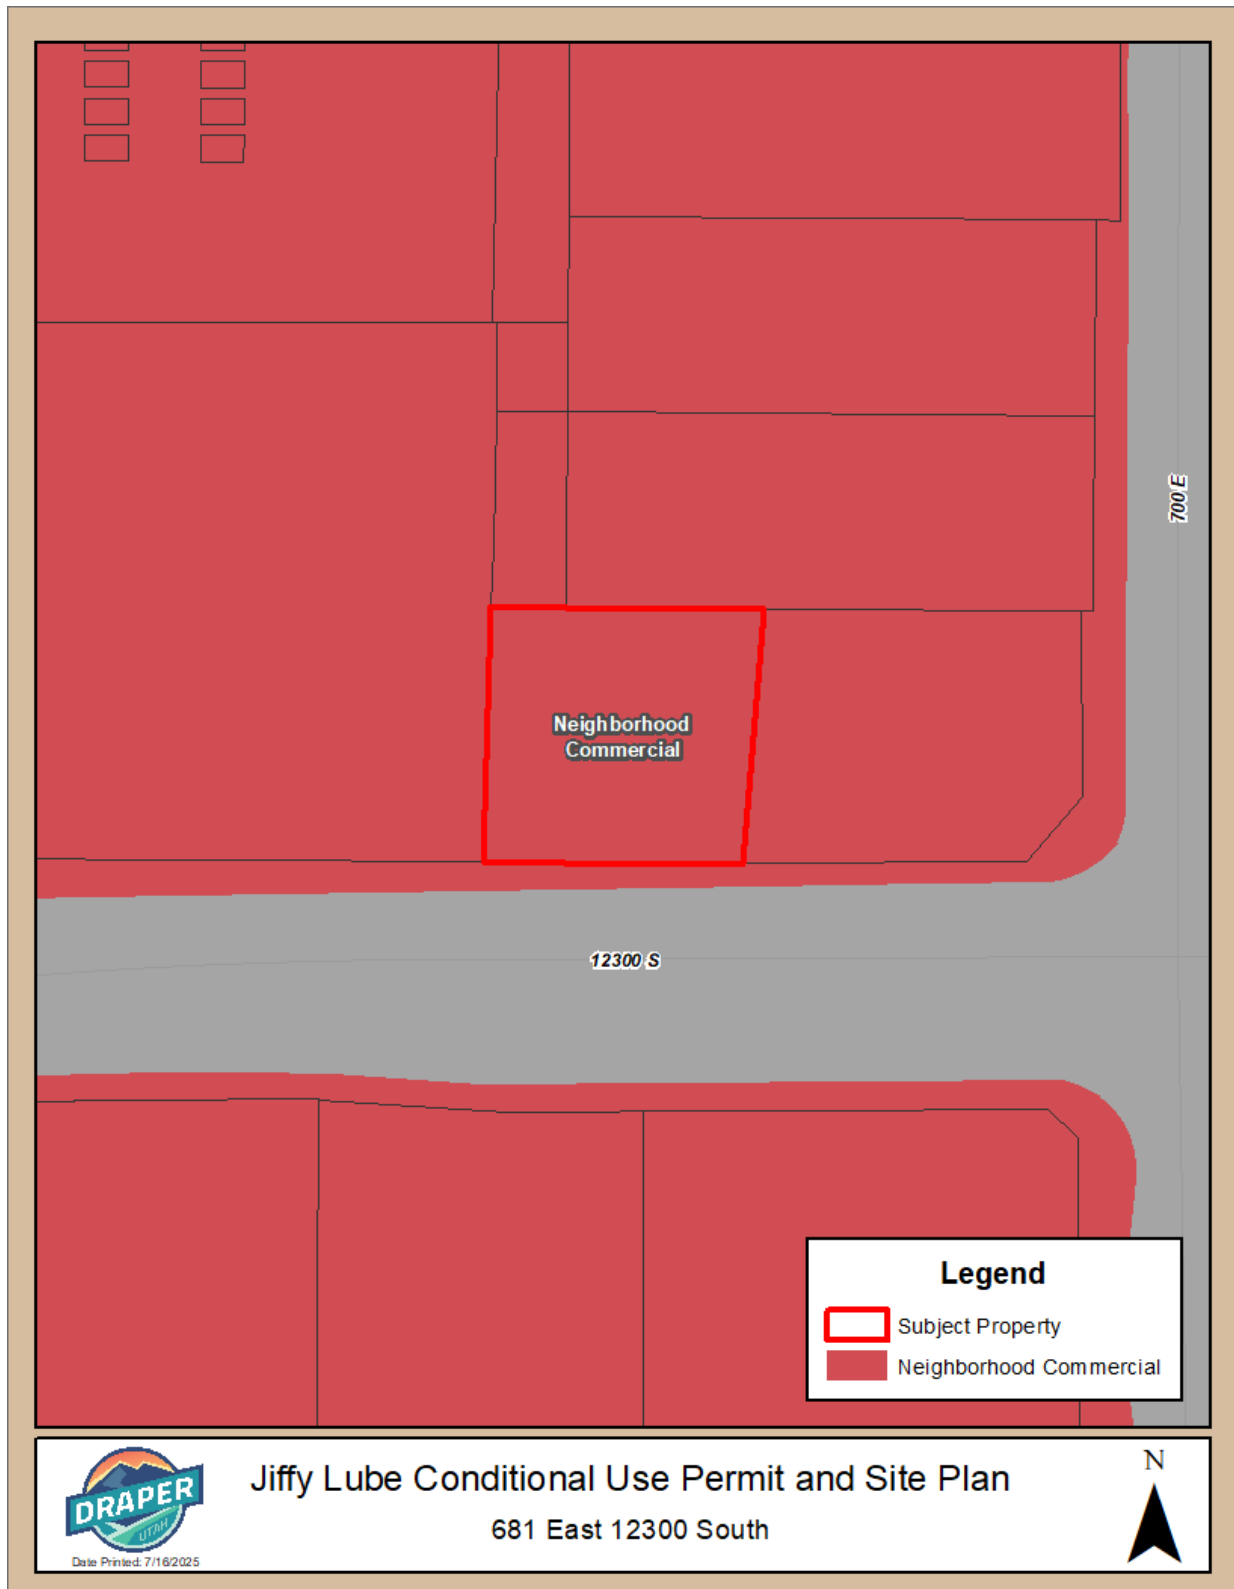 700 E
Neighborhood
Commercial
12300 S
Legend
Subject Property
Neighborhood Commercial
DRAPER
UTAH
Date Printed: 7/16/2025
Jiffy Lube Conditional Use Permit and Site Plan
681 East 12300 South
N